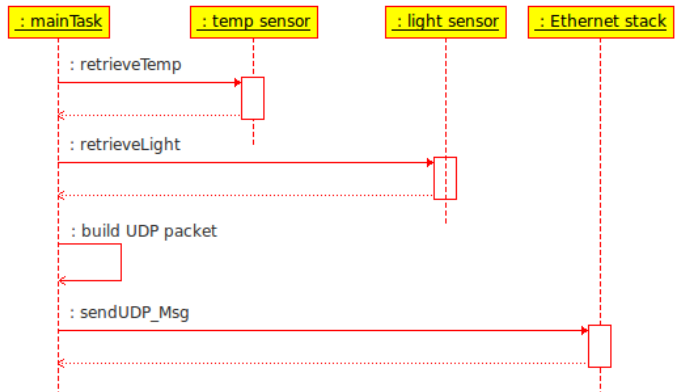 : mainTask
: temp sensor
: light sensor
: Ethernet stack
: retrieveTemp
: retrieveLight
: build UDP packet
: sendUDP_Msg